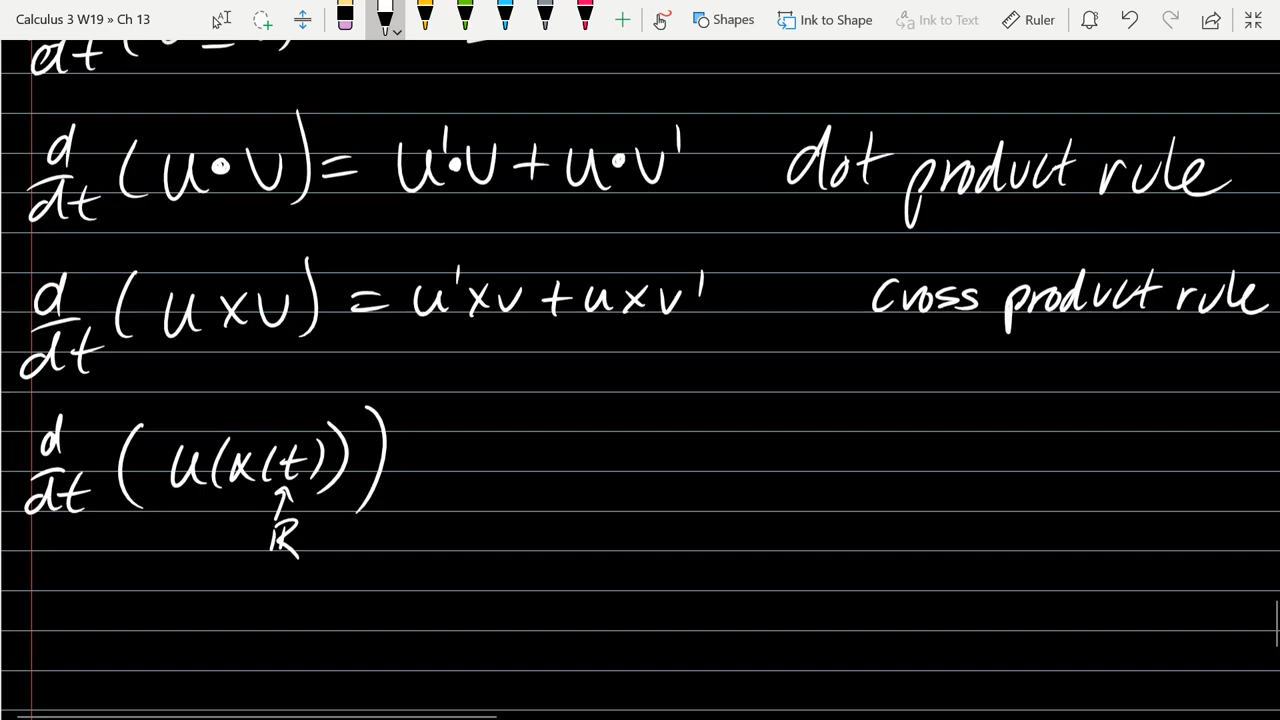 Calculus 3 W19 » Ch 13
Shapes
Ink to Shape
Ink to Text
Ruler
d/dt
d/dt (u • v) = u' • v + u • v' dot product rule
d/dt (u x v) = u' x v + u x v' cross product rule
d/dt (u(α(t)))
↑
ℝ